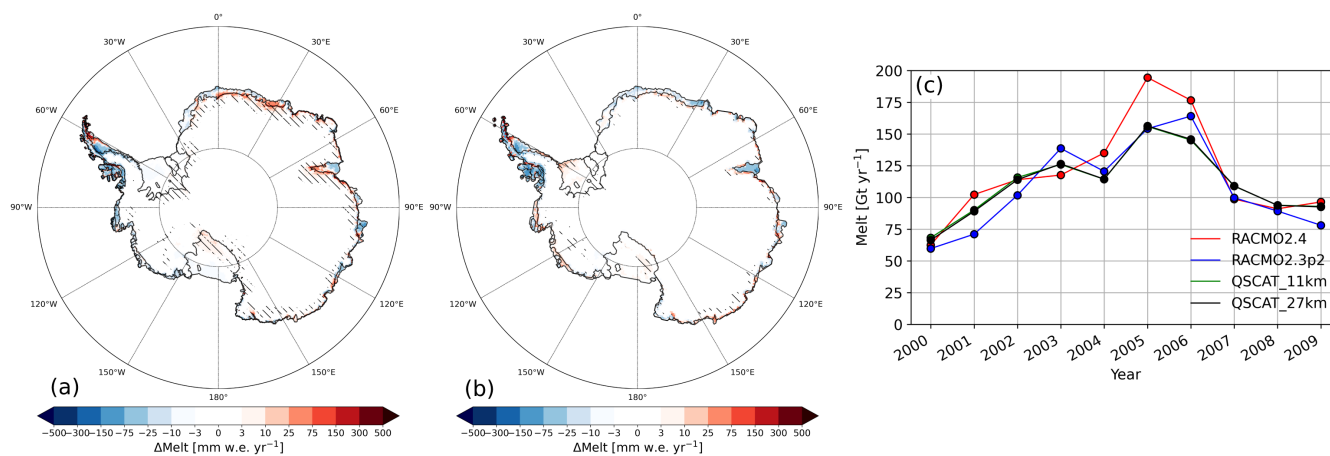 0°
30°W
30°E
60°W
60°E
90°W
90°E
120°W
120°E
150°W
150°E
180°
(a)
−500−300−150 −75 −25 −10 −3 3 10 25 75 150 300 500
ΔMelt [mm w.e. yr⁻¹]
0°
30°W
30°E
60°W
60°E
90°W
90°E
120°W
120°E
150°W
150°E
180°
(b)
−500−300−150 −75 −25 −10 −3 3 10 25 75 150 300 500
ΔMelt [mm w.e. yr⁻¹]
(c)
200
175
150
125
100
75
50
25
0
Melt [Gt yr⁻¹]
RACMO2.4
RACMO2.3p2
QSCAT_11km
QSCAT_27km
2000 2001 2002 2003 2004 2005 2006 2007 2008 2009
Year